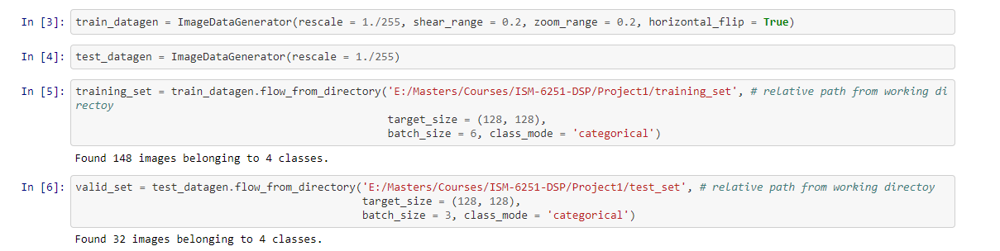 In [3]: train_datagen = ImageDataGenerator(rescale = 1./255, shear_range = 0.2, zoom_range = 0.2, horizontal_flip = True)
In [4]: test_datagen = ImageDataGenerator(rescale = 1./255)
In [5]: training_set = train_datagen.flow_from_directory('E:/Masters/Courses/ISM-6251-DSP/Project1/training_set', # relative path from working di
rectoy
target_size = (128, 128),
batch_size = 6, class_mode = 'categorical')
Found 148 images belonging to 4 classes.
In [6]: valid_set = test_datagen.flow_from_directory('E:/Masters/Courses/ISM-6251-DSP/Project1/test_set', # relative path from working directoy
target_size = (128, 128),
batch_size = 3, class_mode = 'categorical')
Found 32 images belonging to 4 classes.